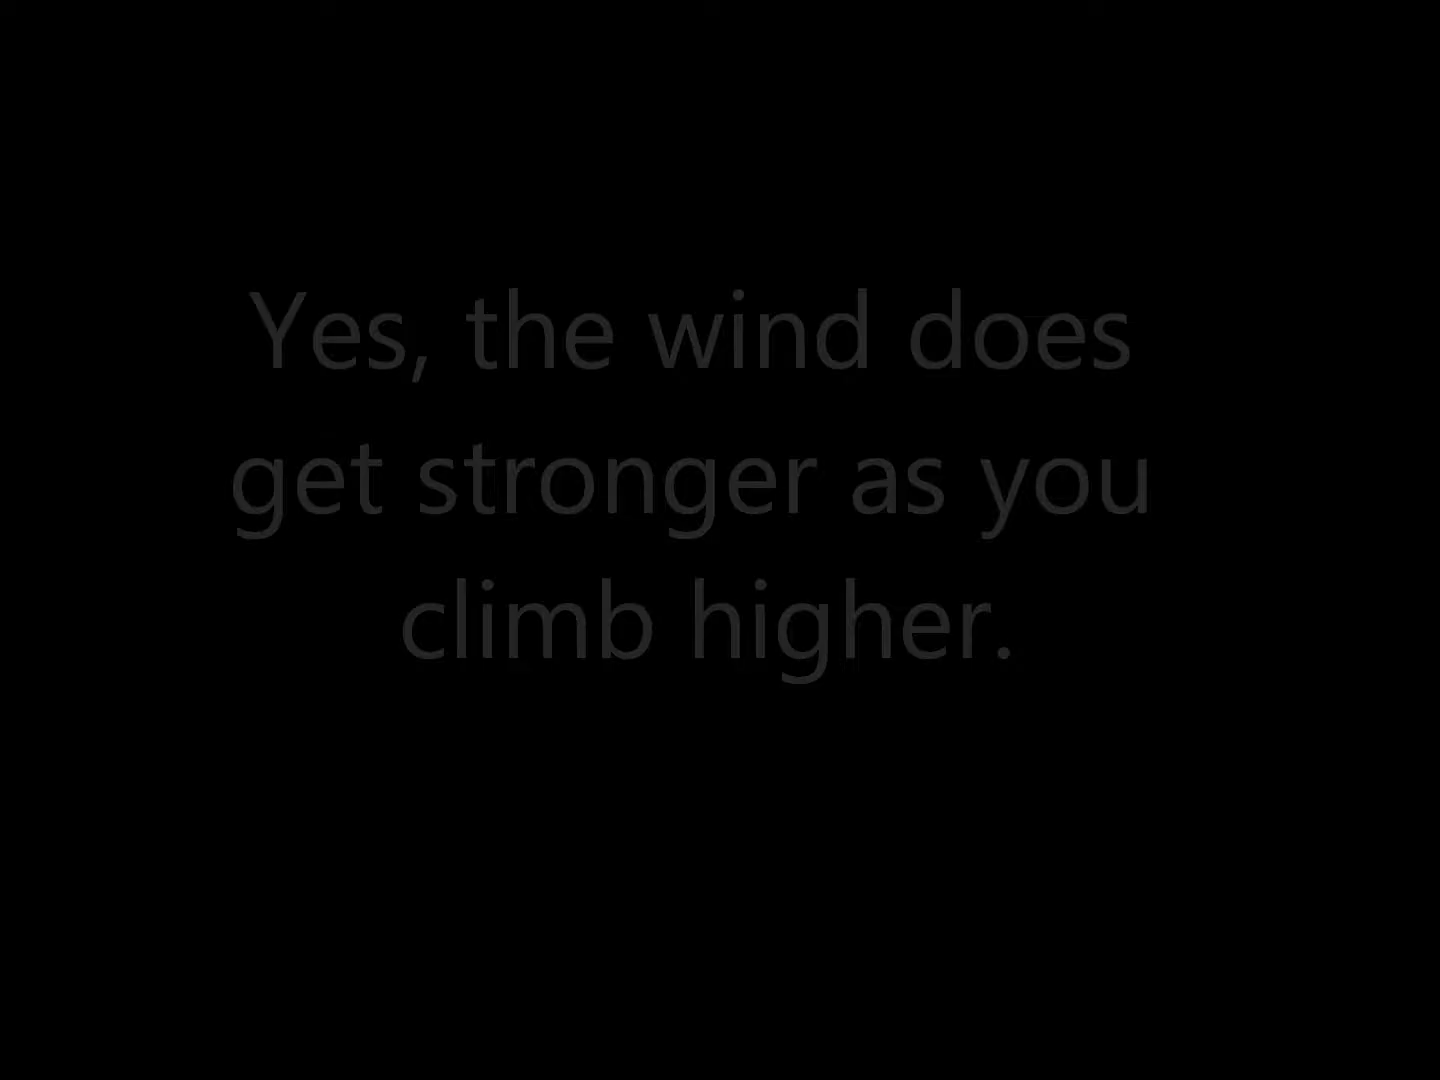 Yes, the wind does
get stronger as you
climb higher.